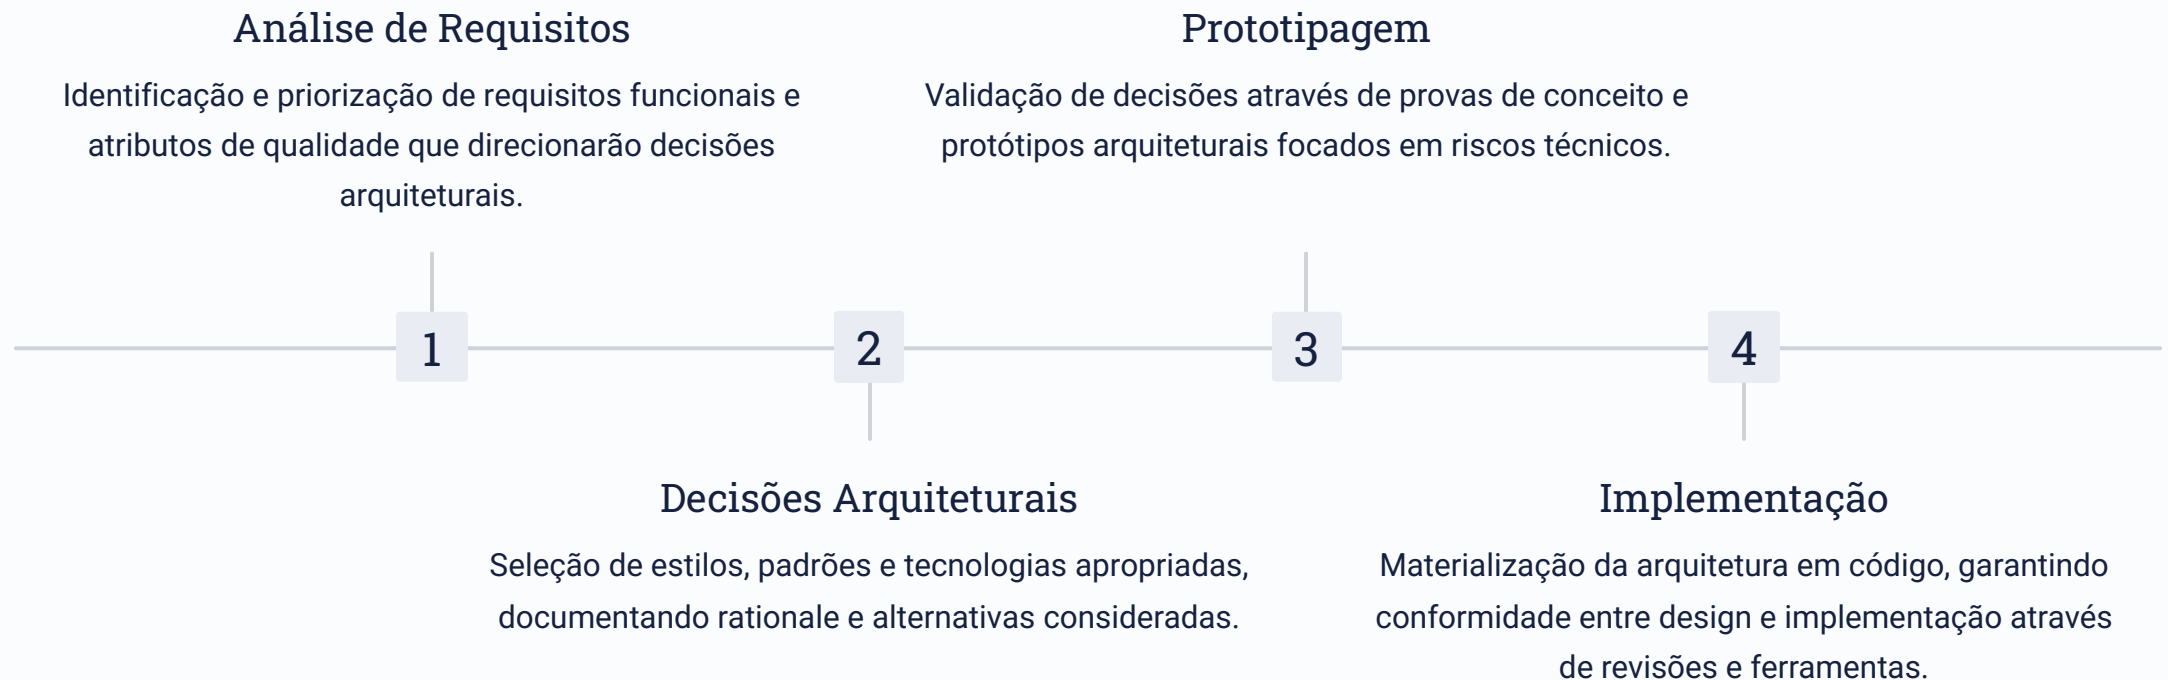 Análise de Requisitos
Identificação e priorização de requisitos funcionais e
atributos de qualidade que direcionarão decisões
arquiteturais.
1
2
Decisões Arquiteturais
Seleção de estilos, padrões e tecnologias apropriadas,
documentando rationale e alternativas consideradas.
Prototipagem
Validação de decisões através de provas de conceito e
protótipos arquiteturais focados em riscos técnicos.
3
4
Implementação
Materialização da arquitetura em código, garantindo
conformidade entre design e implementação através
de revisões e ferramentas.